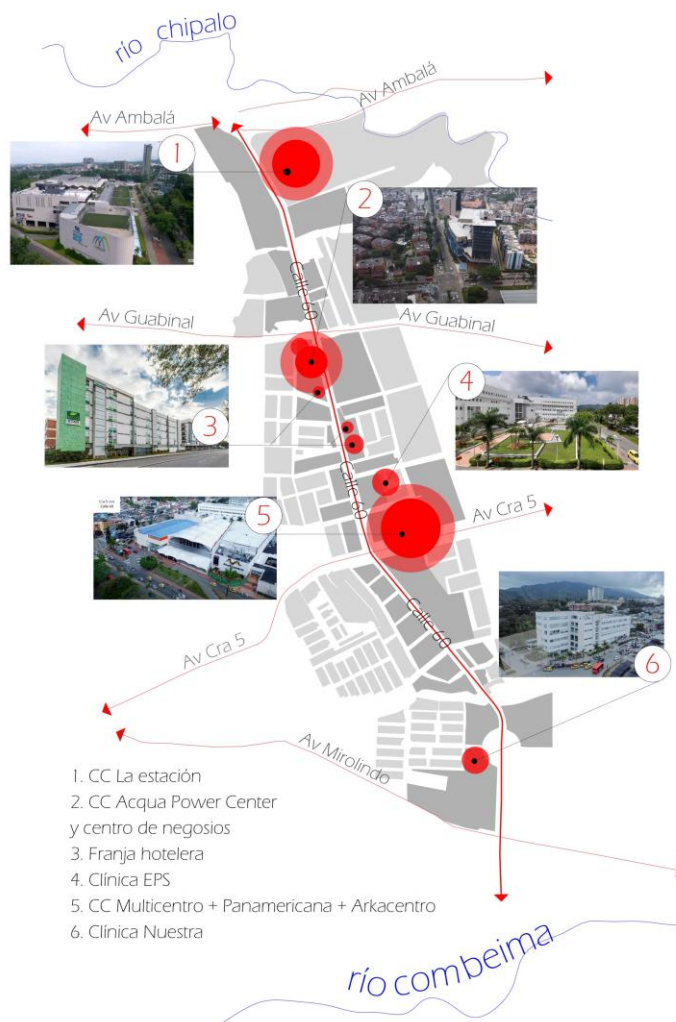 río chipalo
Av Ambalá
Av Ambalá
1
2
Calle 60
Av Guabinal
Av Guabinal
3
4
Calle 60
5
Av Cra 5
Calle 60
Av Cra 5
6
Av Mirolindo
1. CC La estación
2. CC Acqua Power Center
y centro de negosios
3. Franja hotelera
4. Clínica EPS
5. CC Multicentro + Panamericana + Arkacentro
6. Clínica Nuestra
río combeima